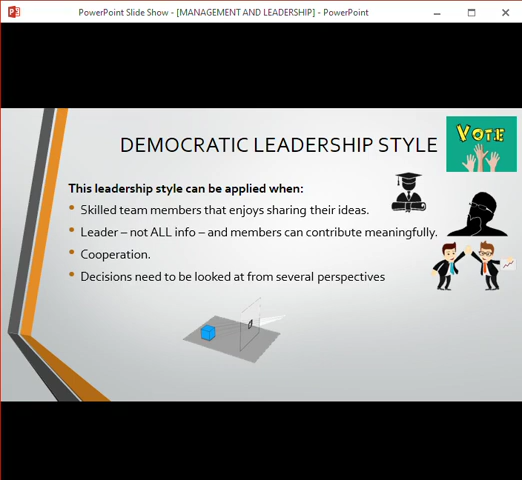 PowerPoint Slide Show - [MANAGEMENT AND LEADERSHIP] - PowerPoint
VOTE
DEMOCRATIC LEADERSHIP STYLE
This leadership style can be applied when:
• Skilled team members that enjoys sharing their ideas.
• Leader – not ALL info – and members can contribute meaningfully.
• Cooperation.
• Decisions need to be looked at from several perspectives